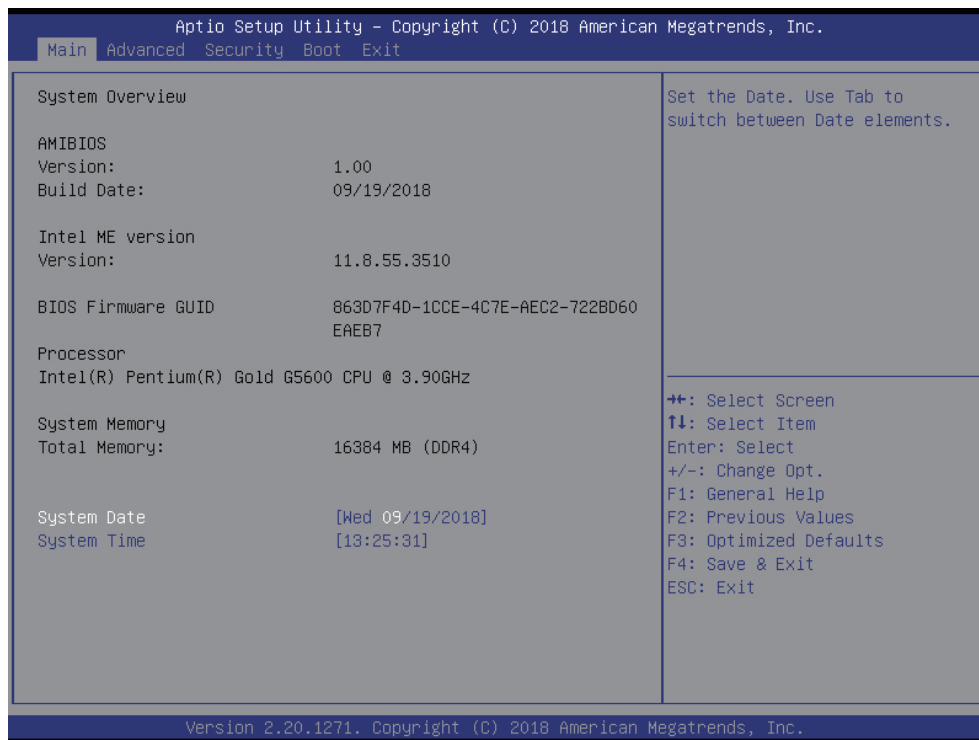 Aptio Setup Utility – Copyright (C) 2018 American Megatrends, Inc.
Main Advanced Security Boot Exit
System Overview
AMIBIOS
Version: 1.00
Build Date: 09/19/2018
Intel ME version
Version: 11.8.55.3510
BIOS Firmware GUID 863D7F4D-1CCE-4C7E-AEC2-722BD60
EAEB7
Processor
Intel(R) Pentium(R) Gold G5600 CPU @ 3.90GHz
System Memory
Total Memory: 16384 MB (DDR4)
System Date [Wed 09/19/2018]
System Time [13:25:31]
Set the Date. Use Tab to
switch between Date elements.
→←: Select Screen
↑↓: Select Item
Enter: Select
+/-: Change Opt.
F1: General Help
F2: Previous Values
F3: Optimized Defaults
F4: Save & Exit
ESC: Exit
Version 2.20.1271. Copyright (C) 2018 American Megatrends, Inc.